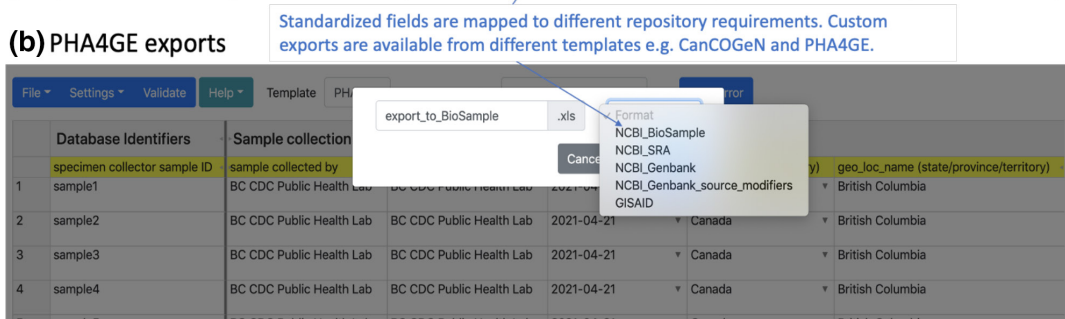 Standardized fields are mapped to different repository requirements. Custom
exports are available from different templates e.g. CanCOGeN and PHA4GE.
(b) PHA4GE exports
File Settings Validate Help Template
export_to_BioSample .xls Format
NCBI_BioSample
NCBI_SRA
NCBI_Genbank
NCBI_Genbank_source_modifiers
GISAID
Database Identifiers Sample collection
specimen collector sample ID sample collected by geo_loc_name (state/province/territory)
1 sample1 BC CDC Public Health Lab BC CDC Public Health Lab 2021-04-21 Canada British Columbia
2 sample2 BC CDC Public Health Lab BC CDC Public Health Lab 2021-04-21 Canada British Columbia
3 sample3 BC CDC Public Health Lab BC CDC Public Health Lab 2021-04-21 Canada British Columbia
4 sample4 BC CDC Public Health Lab BC CDC Public Health Lab 2021-04-21 Canada British Columbia